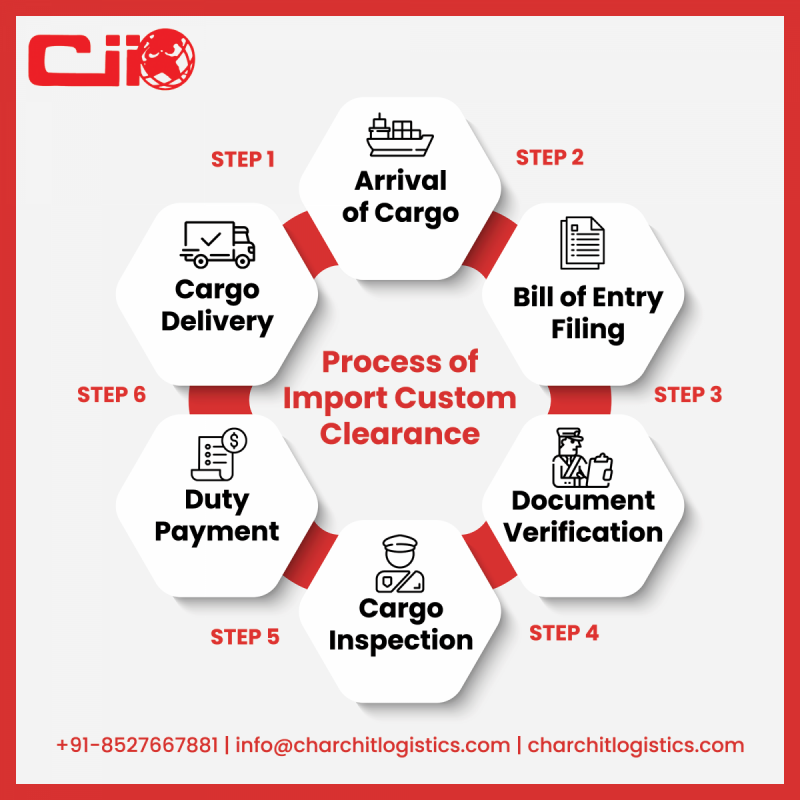 CjiO
STEP 1
Arrival
of Cargo
STEP 2
Bill of Entry
Filing
STEP 3
Document
Verification
STEP 4
Cargo
Inspection
STEP 5
Duty
Payment
$
STEP 6
Cargo
Delivery
Process of
Import Custom
Clearance
+91-8527667881 | info@charchitlogistics.com | charchitlogistics.com